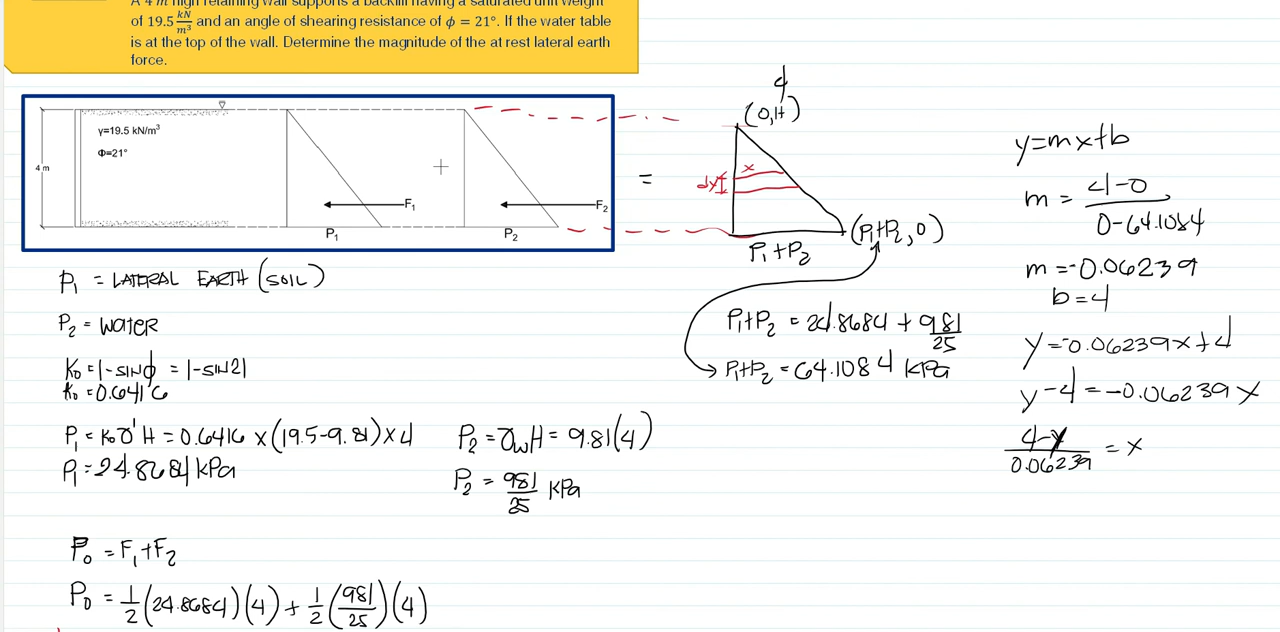 A 4 m high retaining wall supports a backfill having a saturated unit weight
of 19.5 kN/m³ and an angle of shearing resistance of ϕ = 21°. If the water table
is at the top of the wall. Determine the magnitude of the at rest lateral earth
force.
γ=19.5 kN/m³
Φ=21°
4 m
F₁
P₁
+
F₂
P₂
=
4
(0,H)
x
dy
(P₁+P₂, 0)
P₁+P₂
P₁+P₂ = 24.8684 + 981/25
P₁+P₂ = 64.1084 kPa
y=mx+b
m = 4-0/0-64.1084
m = -0.06239
b = 4
y = -0.06239x+4
y-4 = -0.06239x
4-y/0.06239 = x
P₁ = LATERAL EARTH (SOIL)
P₂ = WATER
K₀ = 1-SINϕ = 1-SIN21
K₀ = 0.6416
P₁ = K₀γ'H = 0.6416 x (19.5-9.81) x 4
P₁ = 24.8684 kPa
P₂ = γwH = 9.81(4)
P₂ = 981/25 kPa
P₀ = F₁+F₂
P₀ = 1/2(24.8684)(4) + 1/2(981/25)(4)